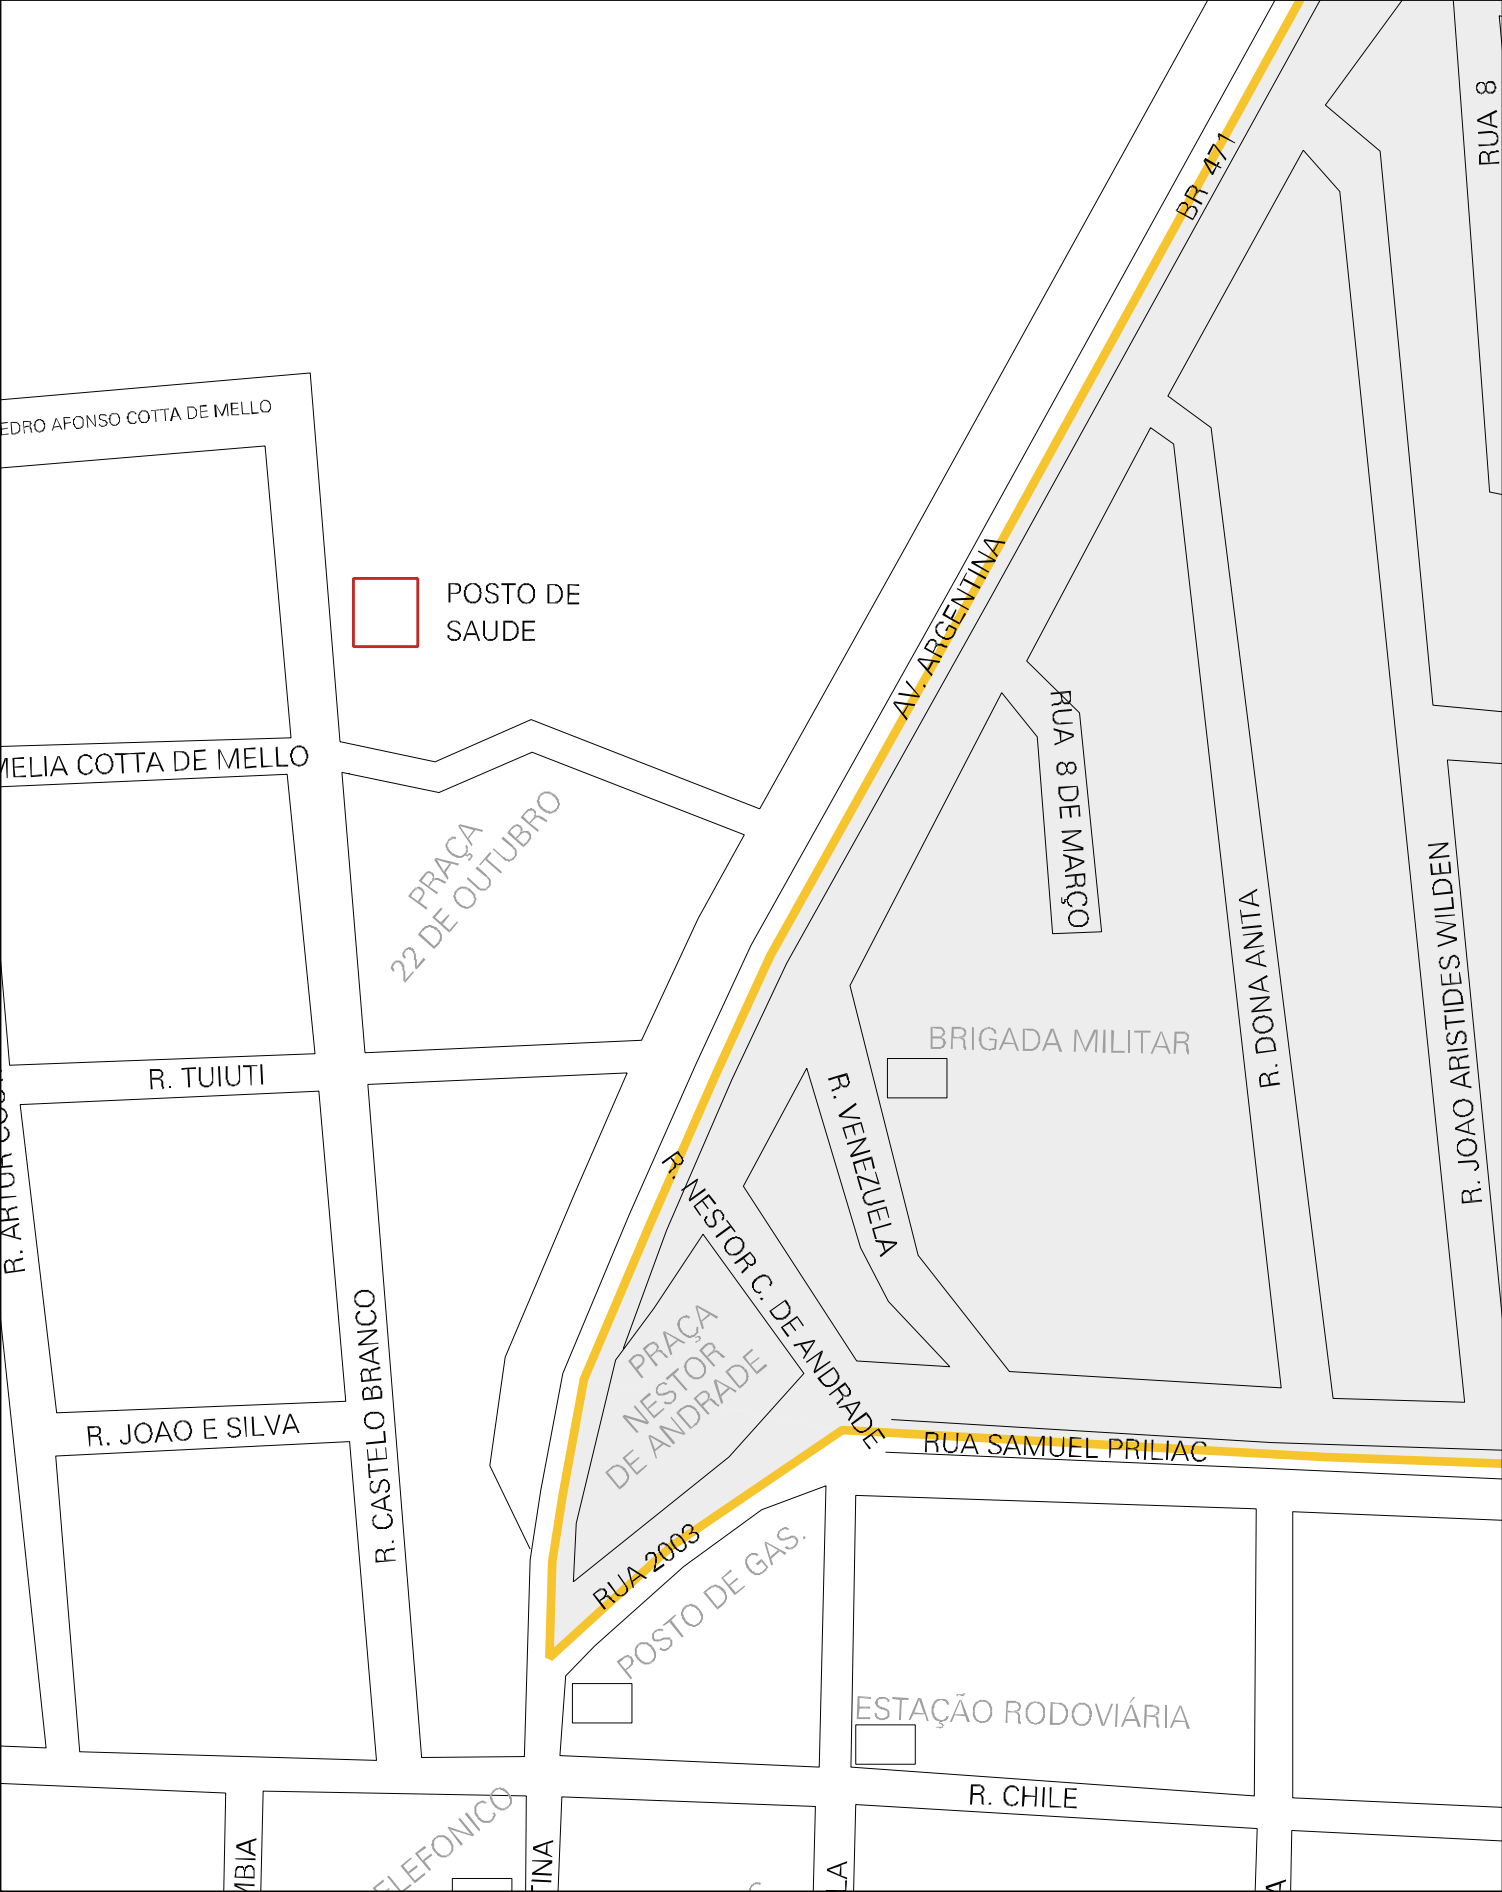 RUA 8
BR 471
EDRO AFONSO COTTA DE MELLO
AV. ARGENTINA
POSTO DE
SAUDE
RUA 8 DE MARÇO
MELIA COTTA DE MELLO
PRAÇA
22 DE OUTUBRO
R. DONA ANITA
R. JOAO ARISTIDES WILDEN
BRIGADA MILITAR
R. TUIUTI
R. VENEZUELA
R. ARTUR
R. NESTOR C. DE ANDRADE
PRAÇA
NESTOR
DE ANDRADE
R. CASTELO BRANCO
R. JOAO E SILVA
RUA SAMUEL PRILIAC
RUA 2003
POSTO DE GAS.
ESTAÇÃO RODOVIÁRIA
R. CHILE
ELEFONICO
MBIA
TINA
LA
A